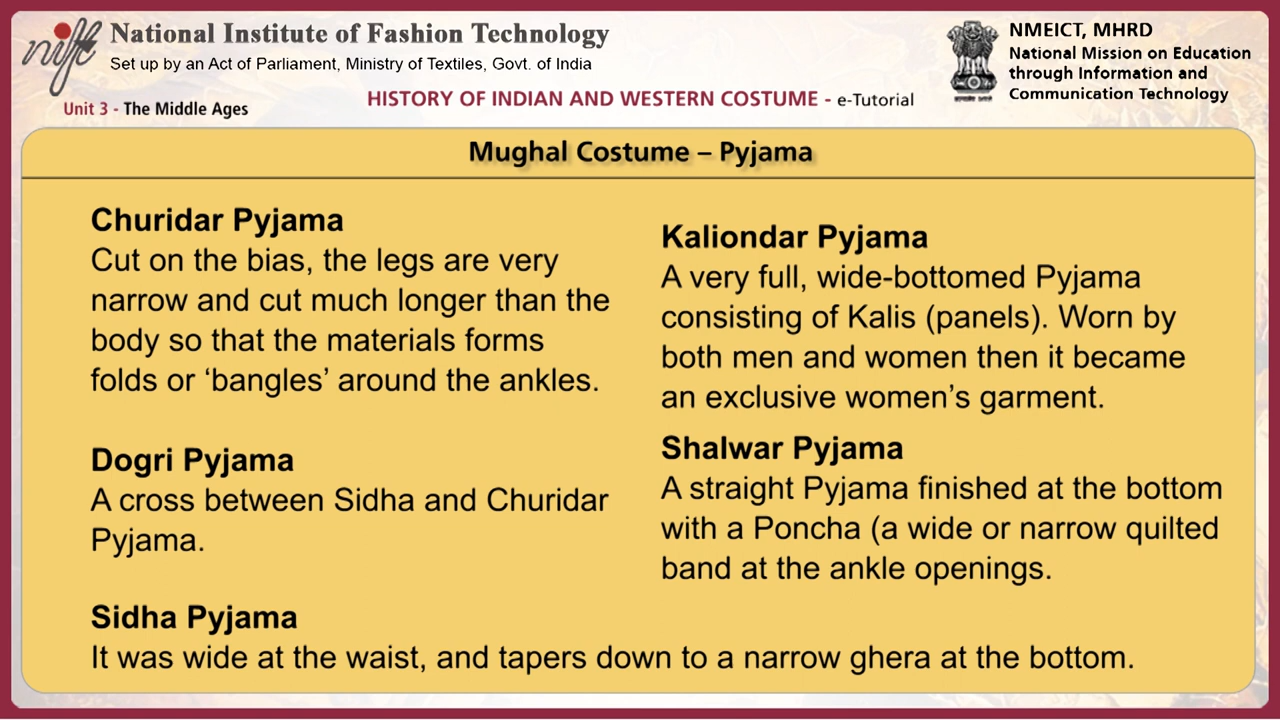 nift
National Institute of Fashion Technology
Set up by an Act of Parliament, Ministry of Textiles, Govt. of India
NMEICT, MHRD
National Mission on Education
through Information and
Communication Technology
Unit 3 - The Middle Ages
HISTORY OF INDIAN AND WESTERN COSTUME - e-Tutorial
Mughal Costume – Pyjama
Churidar Pyjama
Cut on the bias, the legs are very
narrow and cut much longer than the
body so that the materials forms
folds or ‘bangles’ around the ankles.
Dogri Pyjama
A cross between Sidha and Churidar
Pyjama.
Kaliondar Pyjama
A very full, wide-bottomed Pyjama
consisting of Kalis (panels). Worn by
both men and women then it became
an exclusive women’s garment.
Shalwar Pyjama
A straight Pyjama finished at the bottom
with a Poncha (a wide or narrow quilted
band at the ankle openings.
Sidha Pyjama
It was wide at the waist, and tapers down to a narrow ghera at the bottom.